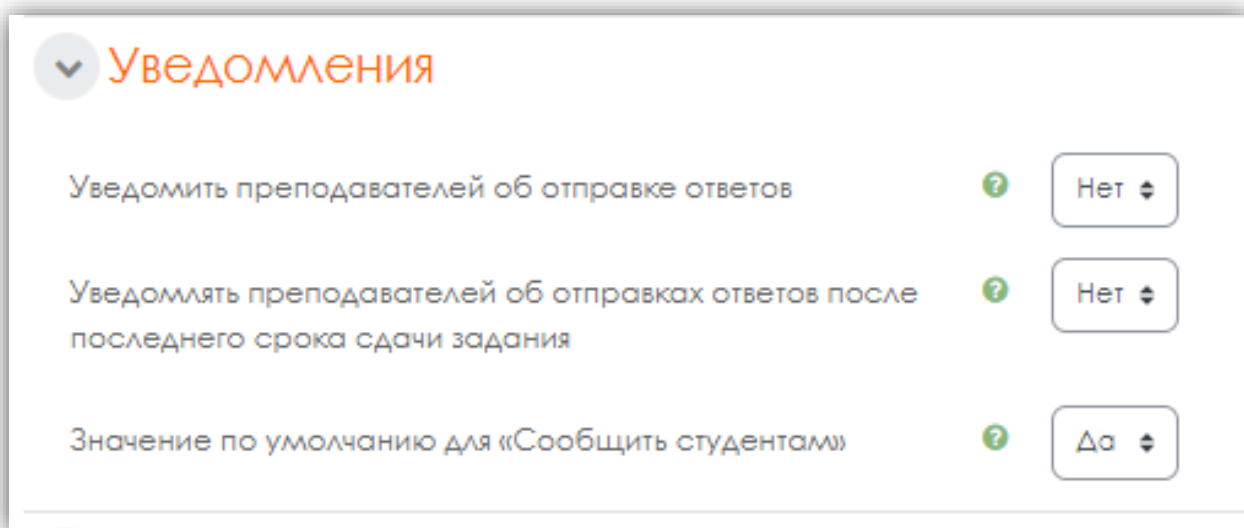 Уведомления
Уведомить преподавателей об отправке ответов
Нет
Уведомлять преподавателей об отправках ответов после
последнего срока сдачи задания
Нет
Значение по умолчанию для «Сообщить студентам»
Да